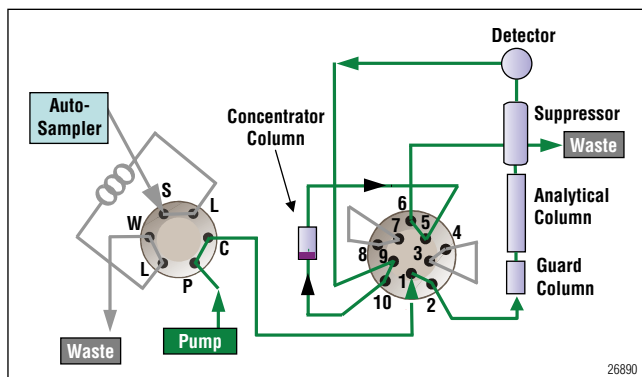 Detector
Auto-
Sampler
Concentrator
Column
Suppressor
Waste
S
L
W
C
L
P
6
5
7
4
8
9
3
1
10
2
Analytical
Column
Guard
Column
Waste
Pump
26890